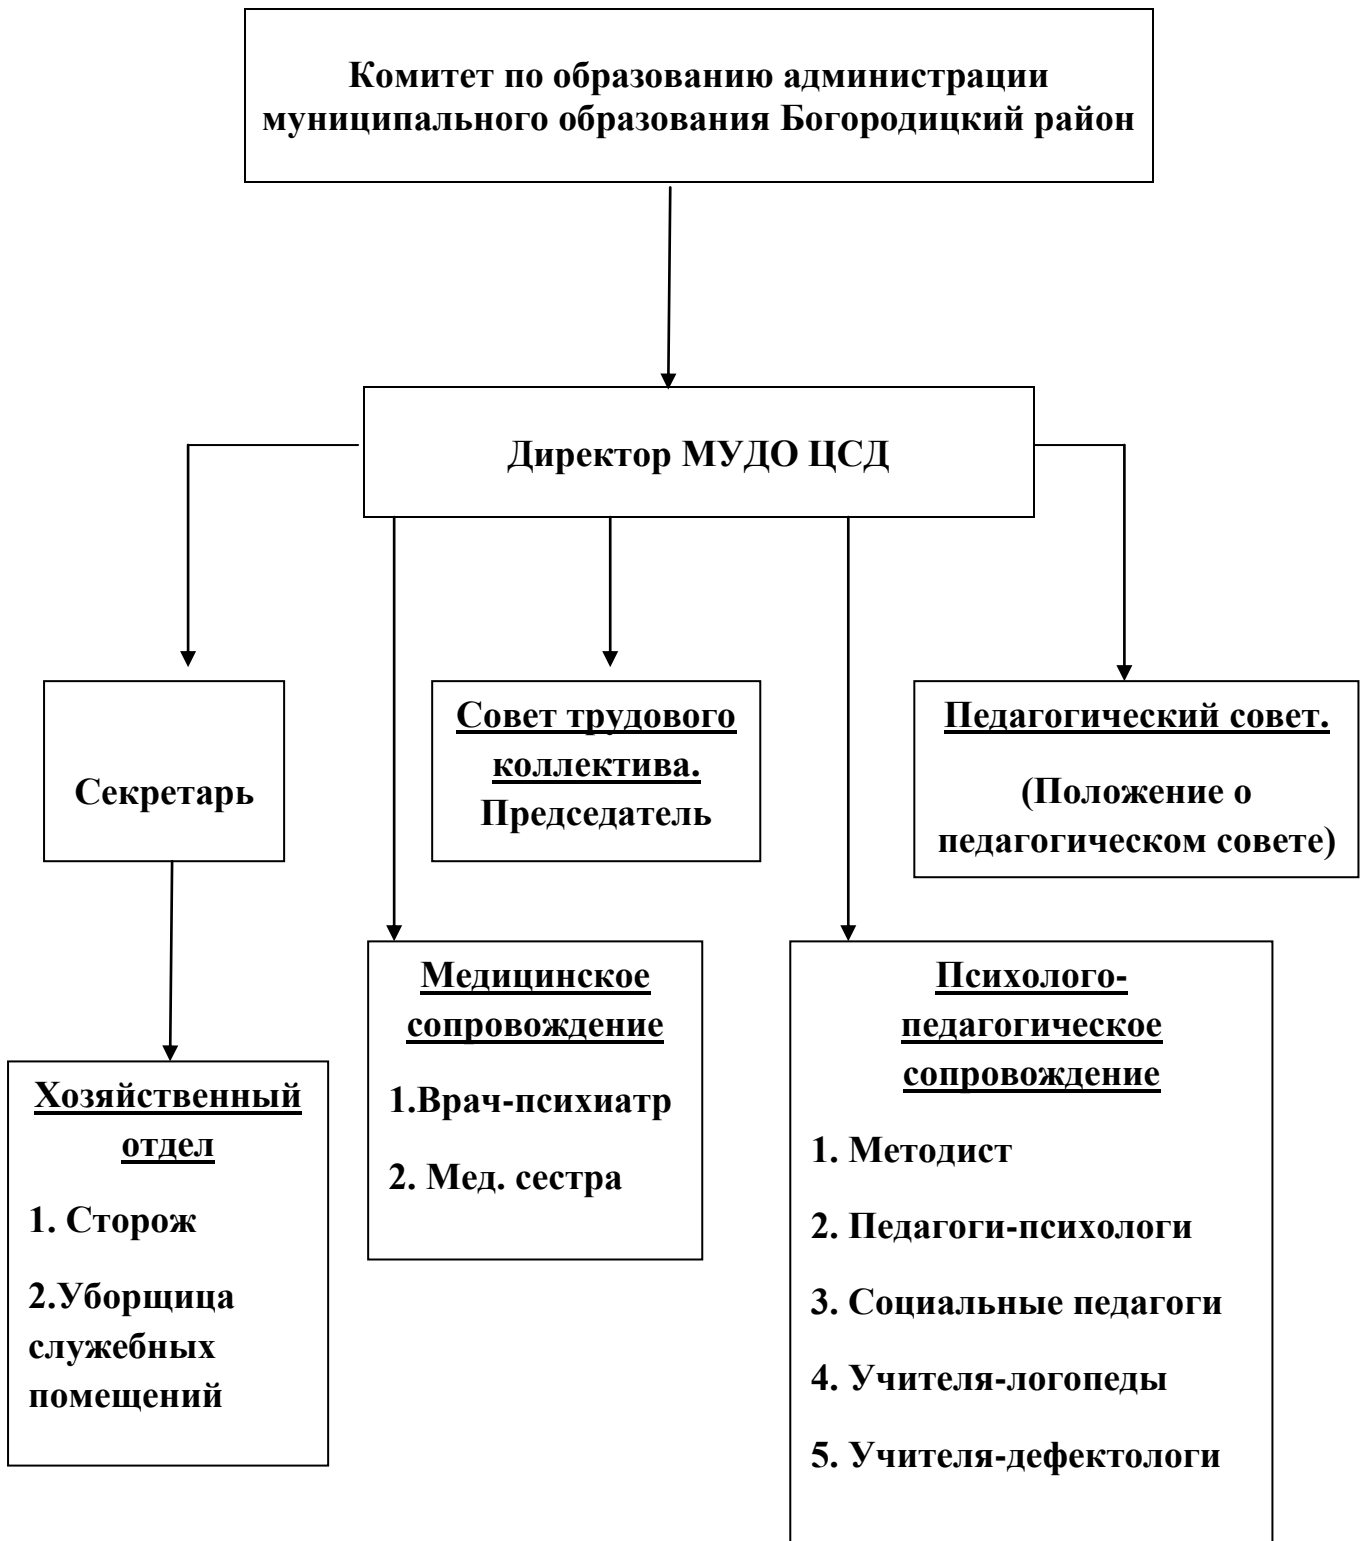 Комитет по образованию администрации
муниципального образования Богородицкий район
Директор МУДО ЦСД
Секретарь
Совет трудового
коллектива.
Председатель
Педагогический совет.
(Положение о
педагогическом совете)
Хозяйственный
отдел
1. Сторож
2.Уборщица
служебных
помещений
Медицинское
сопровождение
1.Врач-психиатр
2. Мед. сестра
Психолого-
педагогическое
сопровождение
1. Методист
2. Педагоги-психологи
3. Социальные педагоги
4. Учителя-логопеды
5. Учителя-дефектологи